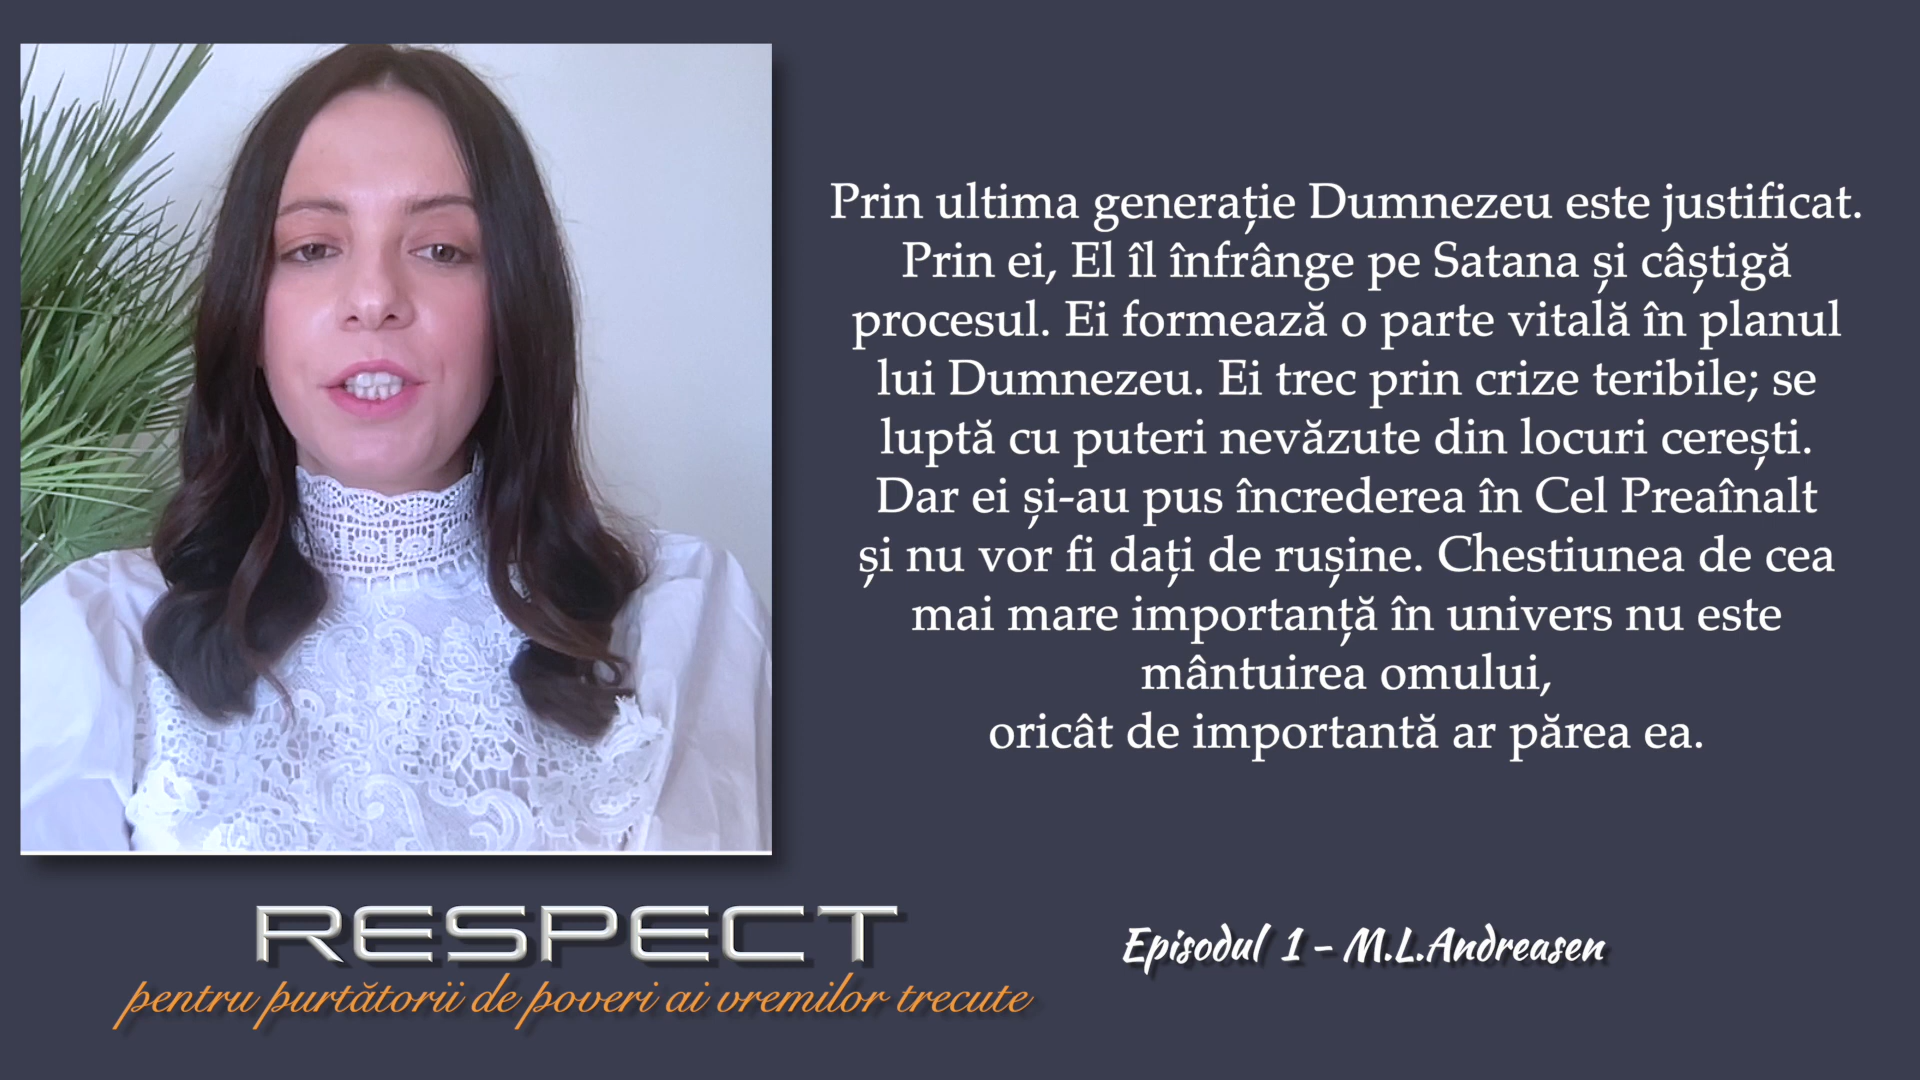 Prin ultima generație Dumnezeu este justificat.
Prin ei, El îl înfrânge pe Satana și câștigă
procesul. Ei formează o parte vitală în planul
lui Dumnezeu. Ei trec prin crize teribile; se
luptă cu puteri nevăzute din locuri cerești.
Dar ei și-au pus încrederea în Cel Preaînalt
și nu vor fi dați de rușine. Chestiunea de cea
mai mare importanță în univers nu este
mântuirea omului,
oricât de importantă ar părea ea.
RESPECT
pentru purtătorii de poveri ai vremilor trecute
Episodul 1 - M.L.Andreasen